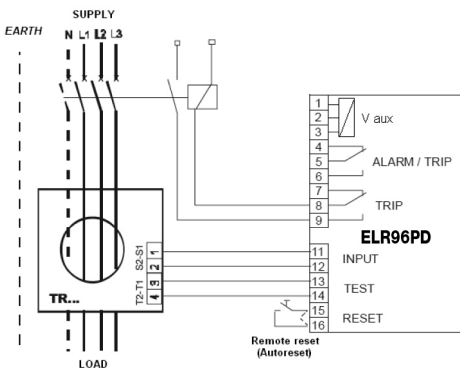 SUPPLY
EARTH
N L1 L2 L3
1
2
3
V aux
4
5
6
ALARM / TRIP
7
8
9
TRIP
ELR96PD
11
12
INPUT
13
14
TEST
15
16
RESET
S2-S1
T2-T1
1
2
3
4
TR...
Remote reset
(Autoreset)
LOAD